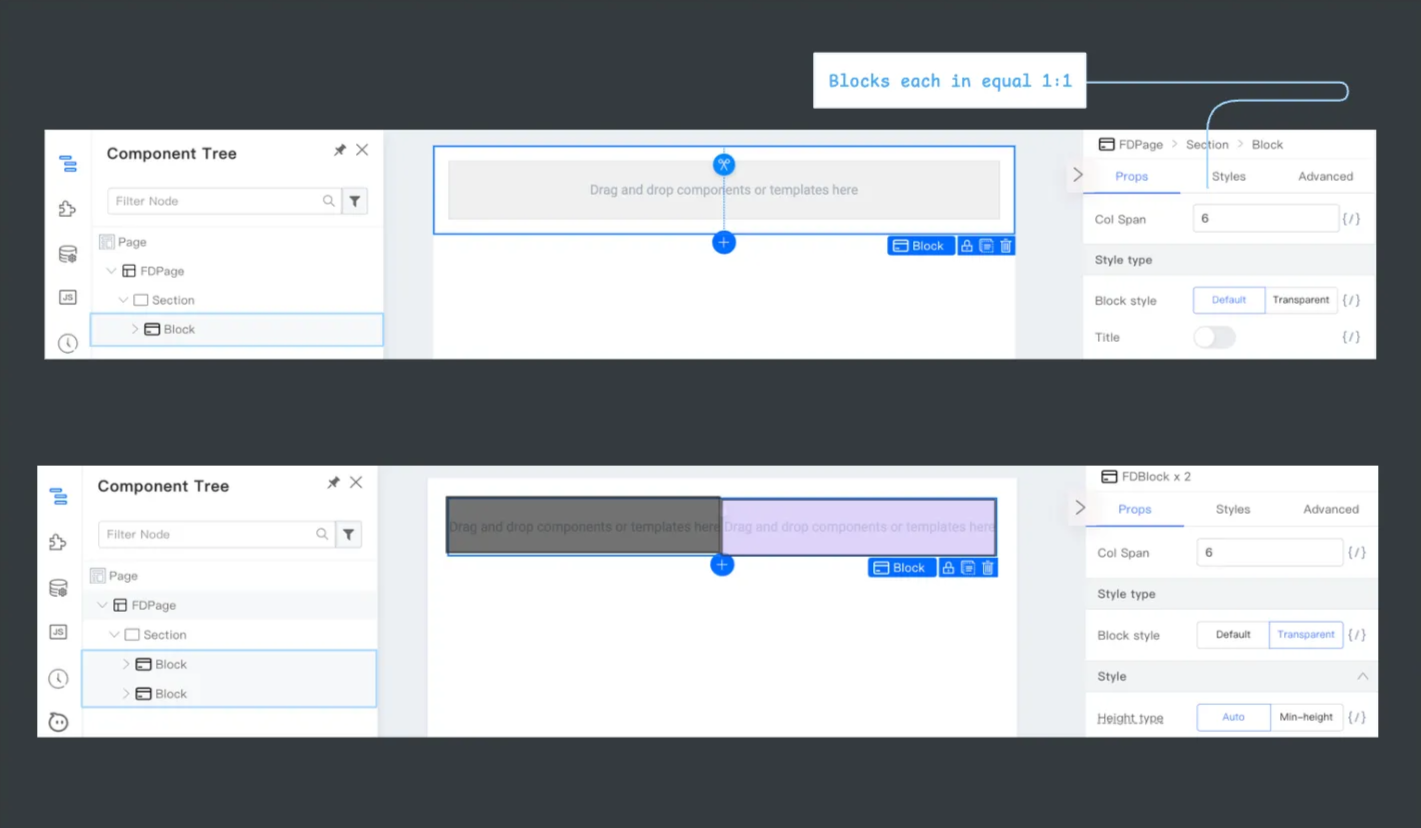 Blocks each in equal 1:1
Component Tree
Filter Node
Page
FDPage
Section
Block
JS
Drag and drop components or templates here
Block
FDPage > Section > Block
Props Styles Advanced
Col Span 6 {/}
Style type
Block style Default Transparent {/}
Title {/}
Component Tree
Filter Node
Page
FDPage
Section
Block
Block
JS
Drag and drop components or templates here Drag and drop components or templates here
Block
FDBlock x 2
Props Styles Advanced
Col Span 6 {/}
Style type
Block style Default Transparent {/}
Style
Height type Auto Min-height {/}